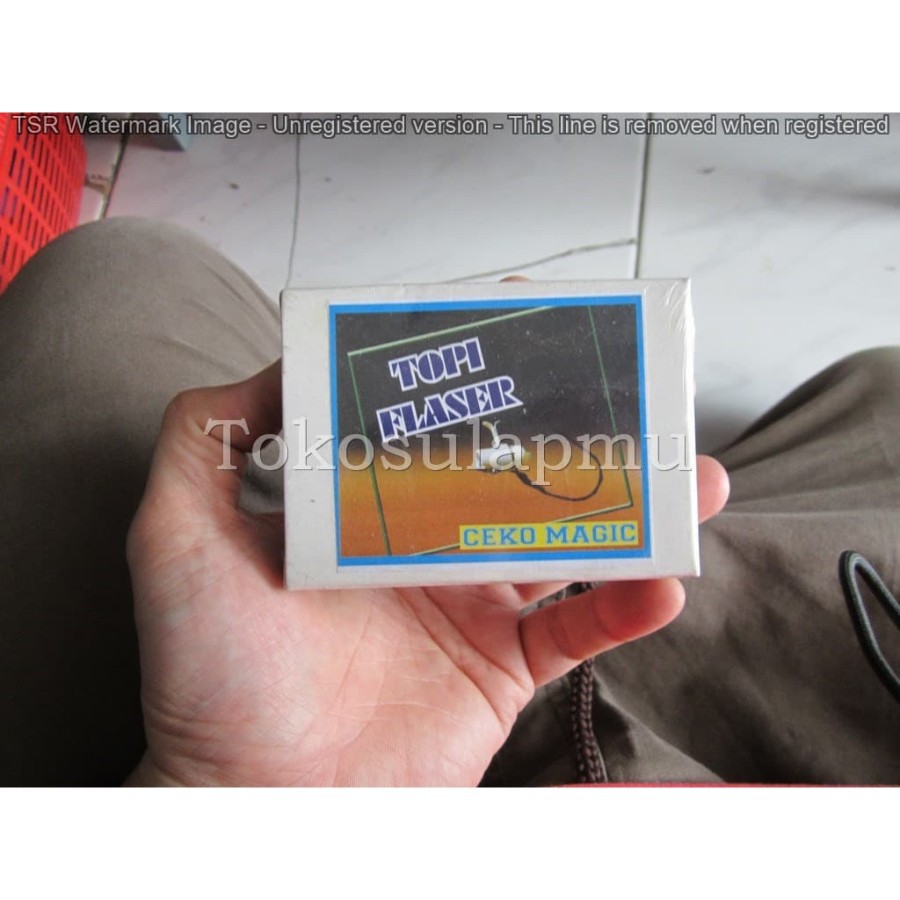 TSR Watermark Image - Unregistered version - This line is removed when registered
TOPI
FLASER
Tokosulapmu
CEKO MAGIC